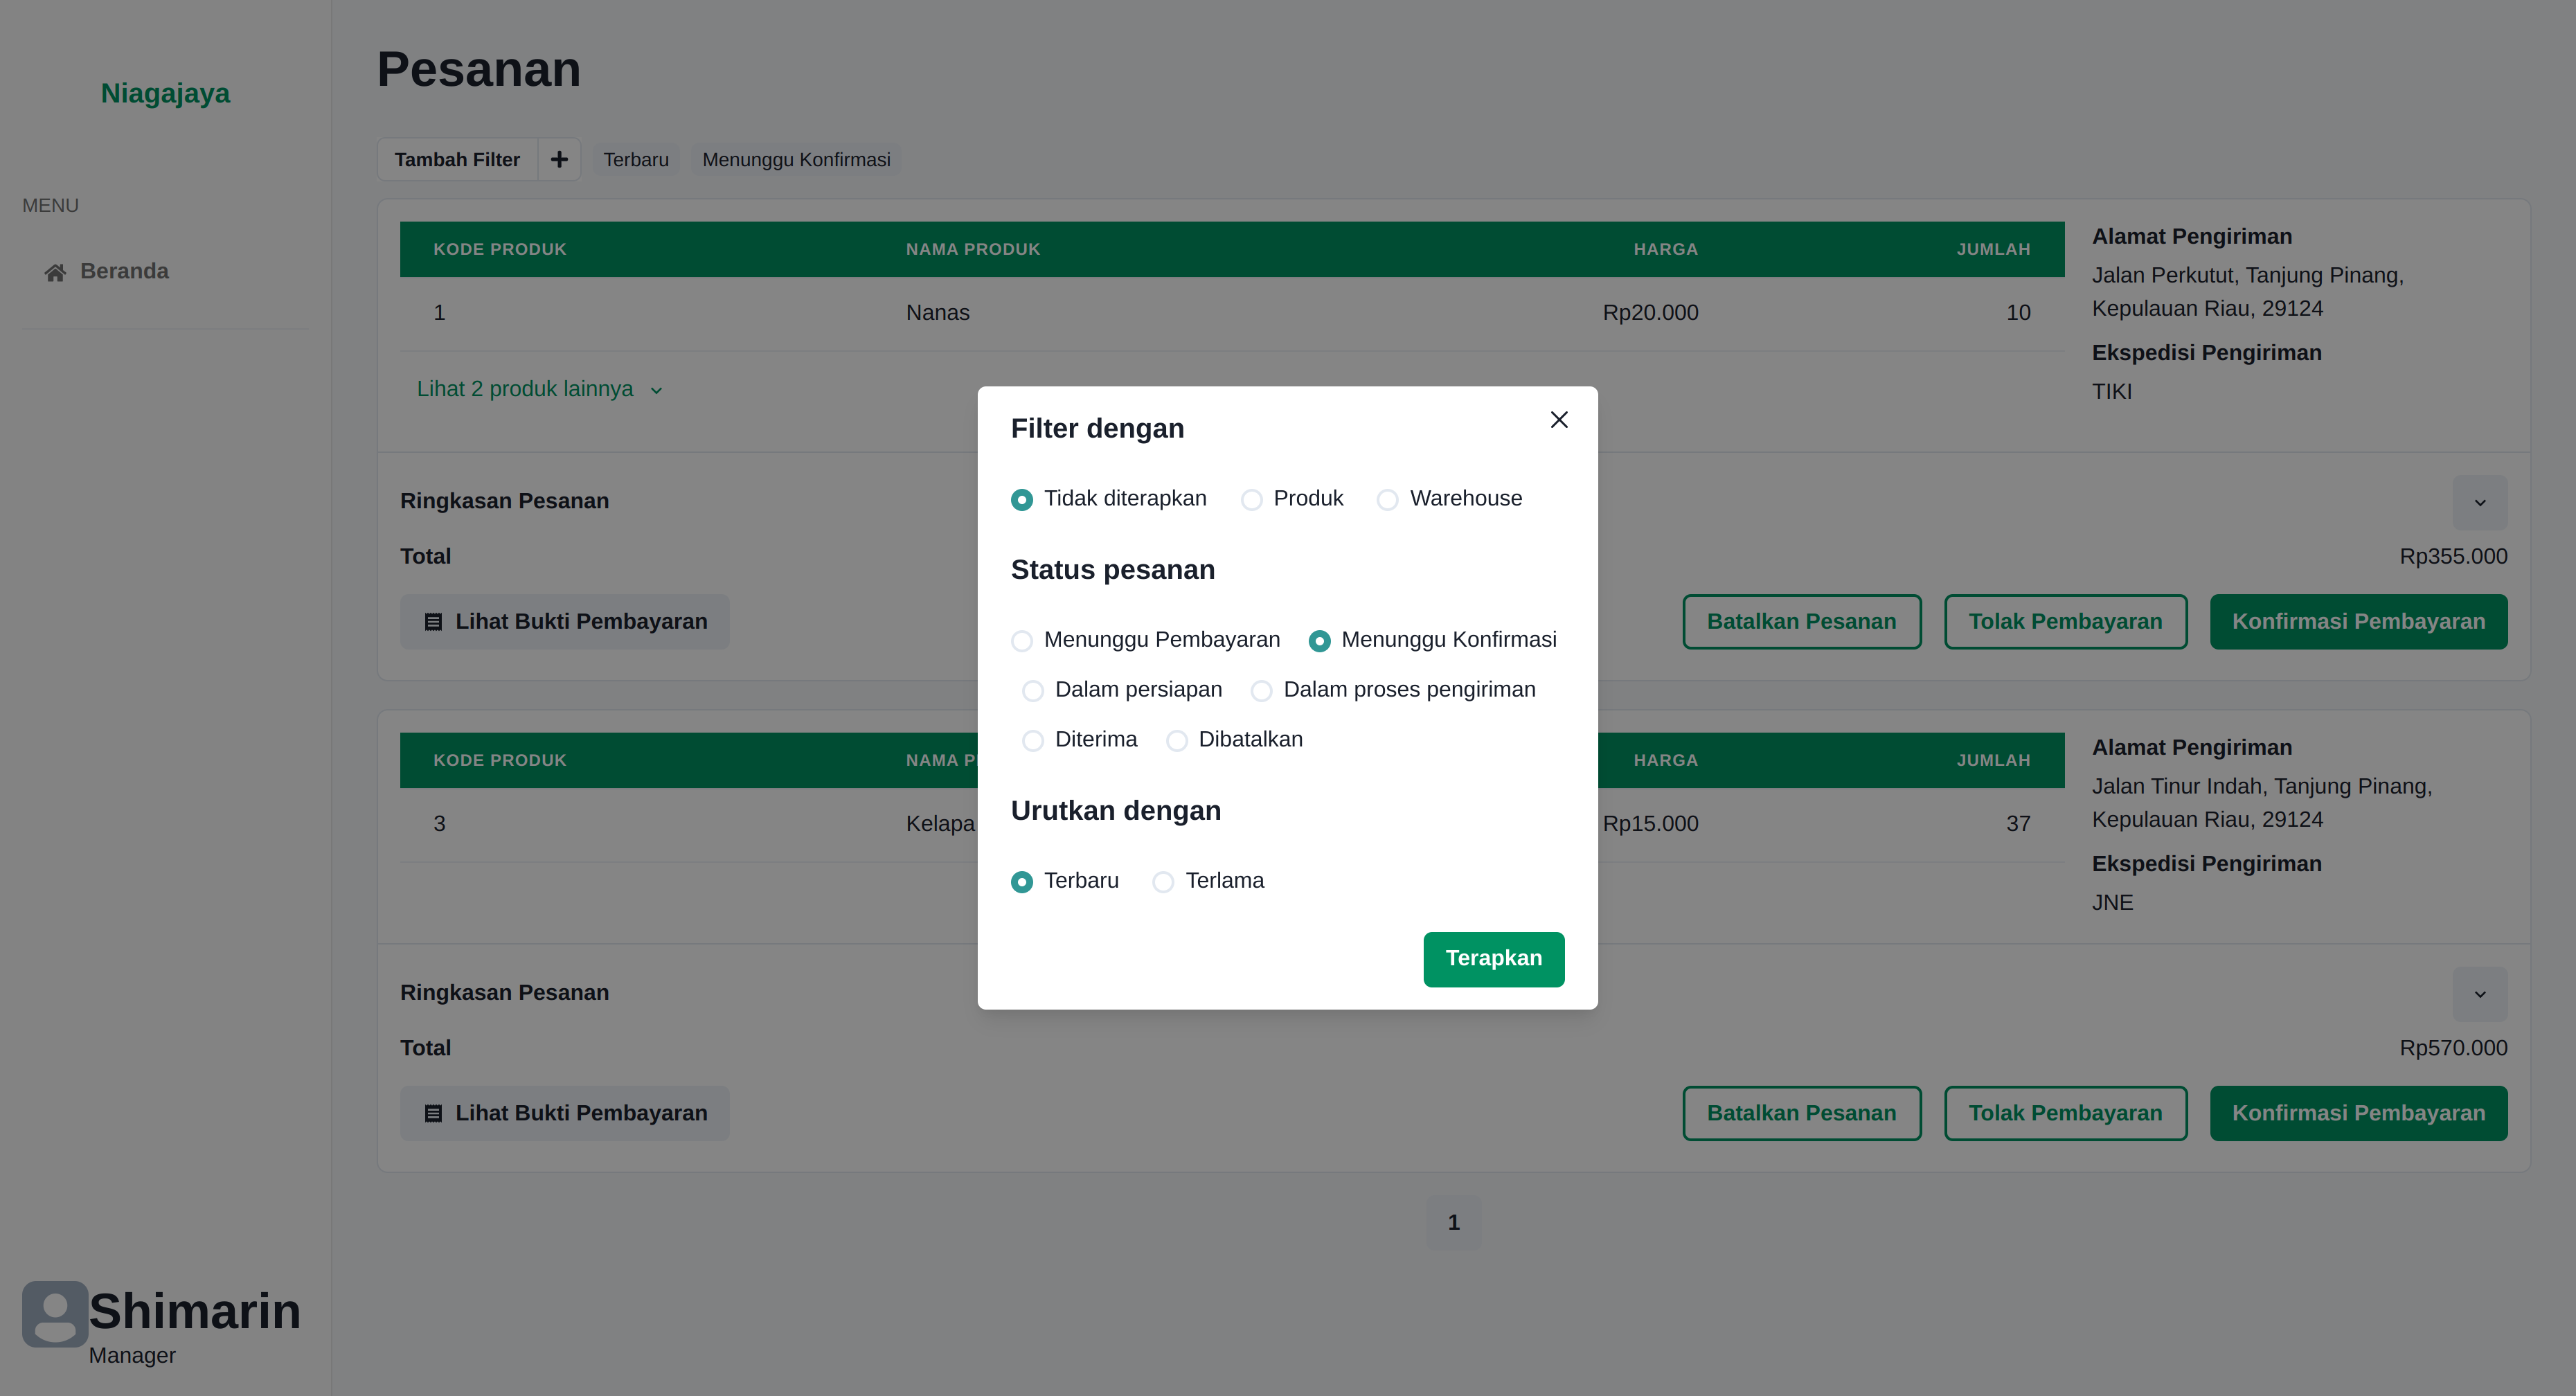 Niagajaya
MENU
Beranda
Shimarin
Manager
Pesanan
Tambah Filter
Terbaru
Menunggu Konfirmasi
KODE PRODUK NAMA PRODUK HARGA JUMLAH
1 Nanas Rp20.000 10
Lihat 2 produk lainnya
Alamat Pengiriman
Jalan Perkutut, Tanjung Pinang,
Kepulauan Riau, 29124
Ekspedisi Pengiriman
TIKI
Ringkasan Pesanan
Total Rp355.000
Lihat Bukti Pembayaran
Batalkan Pesanan
Tolak Pembayaran
Konfirmasi Pembayaran
KODE PRODUK NAMA P HARGA JUMLAH
3 Kelapa Rp15.000 37
Alamat Pengiriman
Jalan Tinur Indah, Tanjung Pinang,
Kepulauan Riau, 29124
Ekspedisi Pengiriman
JNE
Ringkasan Pesanan
Total Rp570.000
Lihat Bukti Pembayaran
Batalkan Pesanan
Tolak Pembayaran
Konfirmasi Pembayaran
1
Filter dengan
Tidak diterapkan Produk Warehouse
Status pesanan
Menunggu Pembayaran Menunggu Konfirmasi
Dalam persiapan Dalam proses pengiriman
Diterima Dibatalkan
Urutkan dengan
Terbaru Terlama
Terapkan